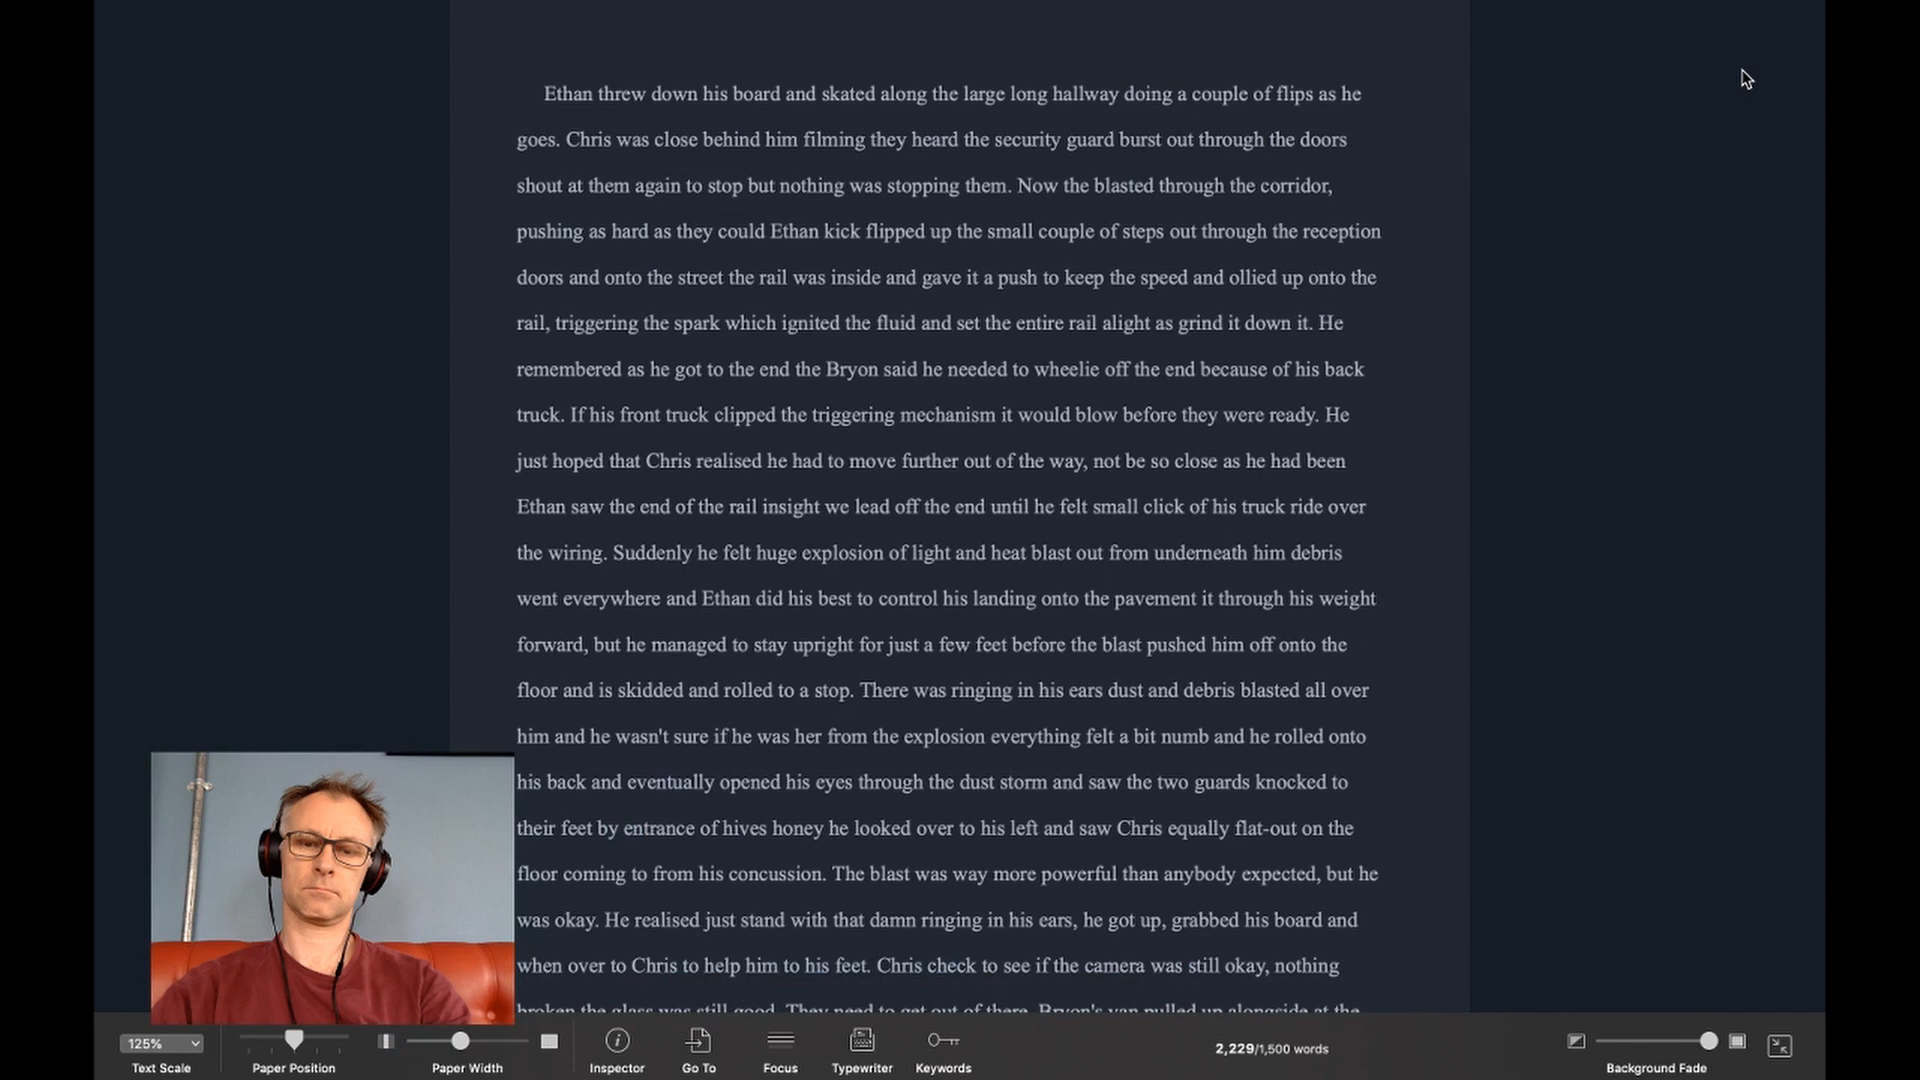 Ethan threw down his board and skated along the large long hallway doing a couple of flips as he
goes. Chris was close behind him filming they heard the security guard burst out through the doors
shout at them again to stop but nothing was stopping them. Now the blasted through the corridor,
pushing as hard as they could Ethan kick flipped up the small couple of steps out through the reception
doors and onto the street the rail was inside and gave it a push to keep the speed and ollied up onto the
rail, triggering the spark which ignited the fluid and set the entire rail alight as grind it down it. He
remembered as he got to the end the Bryon said he needed to wheelie off the end because of his back
truck. If his front truck clipped the triggering mechanism it would blow before they were ready. He
just hoped that Chris realised he had to move further out of the way, not be so close as he had been
Ethan saw the end of the rail insight we lead off the end until he felt small click of his truck ride over
the wiring. Suddenly he felt huge explosion of light and heat blast out from underneath him debris
went everywhere and Ethan did his best to control his landing onto the pavement it through his weight
forward, but he managed to stay upright for just a few feet before the blast pushed him off onto the
floor and is skidded and rolled to a stop. There was ringing in his ears dust and debris blasted all over
him and he wasn't sure if he was her from the explosion everything felt a bit numb and he rolled onto
his back and eventually opened his eyes through the dust storm and saw the two guards knocked to
their feet by entrance of hives honey he looked over to his left and saw Chris equally flat-out on the
floor coming to from his concussion. The blast was way more powerful than anybody expected, but he
was okay. He realised just stand with that damn ringing in his ears, he got up, grabbed his board and
when over to Chris to help him to his feet. Chris check to see if the camera was still okay, nothing
broken the glass was still good. They need to get out of there. Bryon's van pulled up alongside at the
125%
2,229/1,500 words
Text Scale
Paper Position
Paper Width
Inspector
Go To
Focus
Typewriter
Keywords
Background Fade